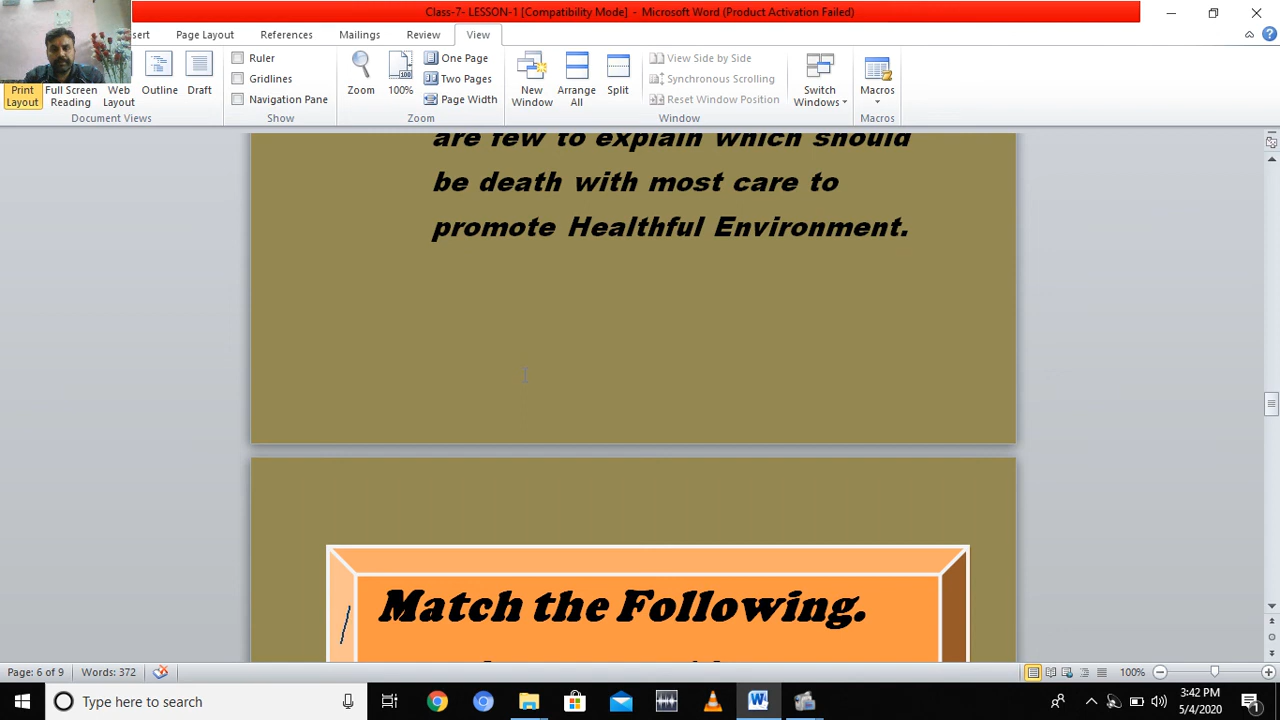 Class-7- LESSON-1 [Compatibility Mode] - Microsoft Word (Product Activation Failed)
Page Layout References Mailings Review View
Print Layout
Full Screen Reading
Web Layout
Outline
Draft
Document Views
Ruler
Gridlines
Navigation Pane
Show
Zoom
100%
One Page
Two Pages
Page Width
Zoom
New Window
Arrange All
Split
View Side by Side
Synchronous Scrolling
Reset Window Position
Window
Switch Windows
Macros
Macros
are few to explain which should
be death with most care to
promote Healthful Environment.
Match the Following.
Page: 6 of 9 Words: 372
100%
Type here to search
3:42 PM
5/4/2020